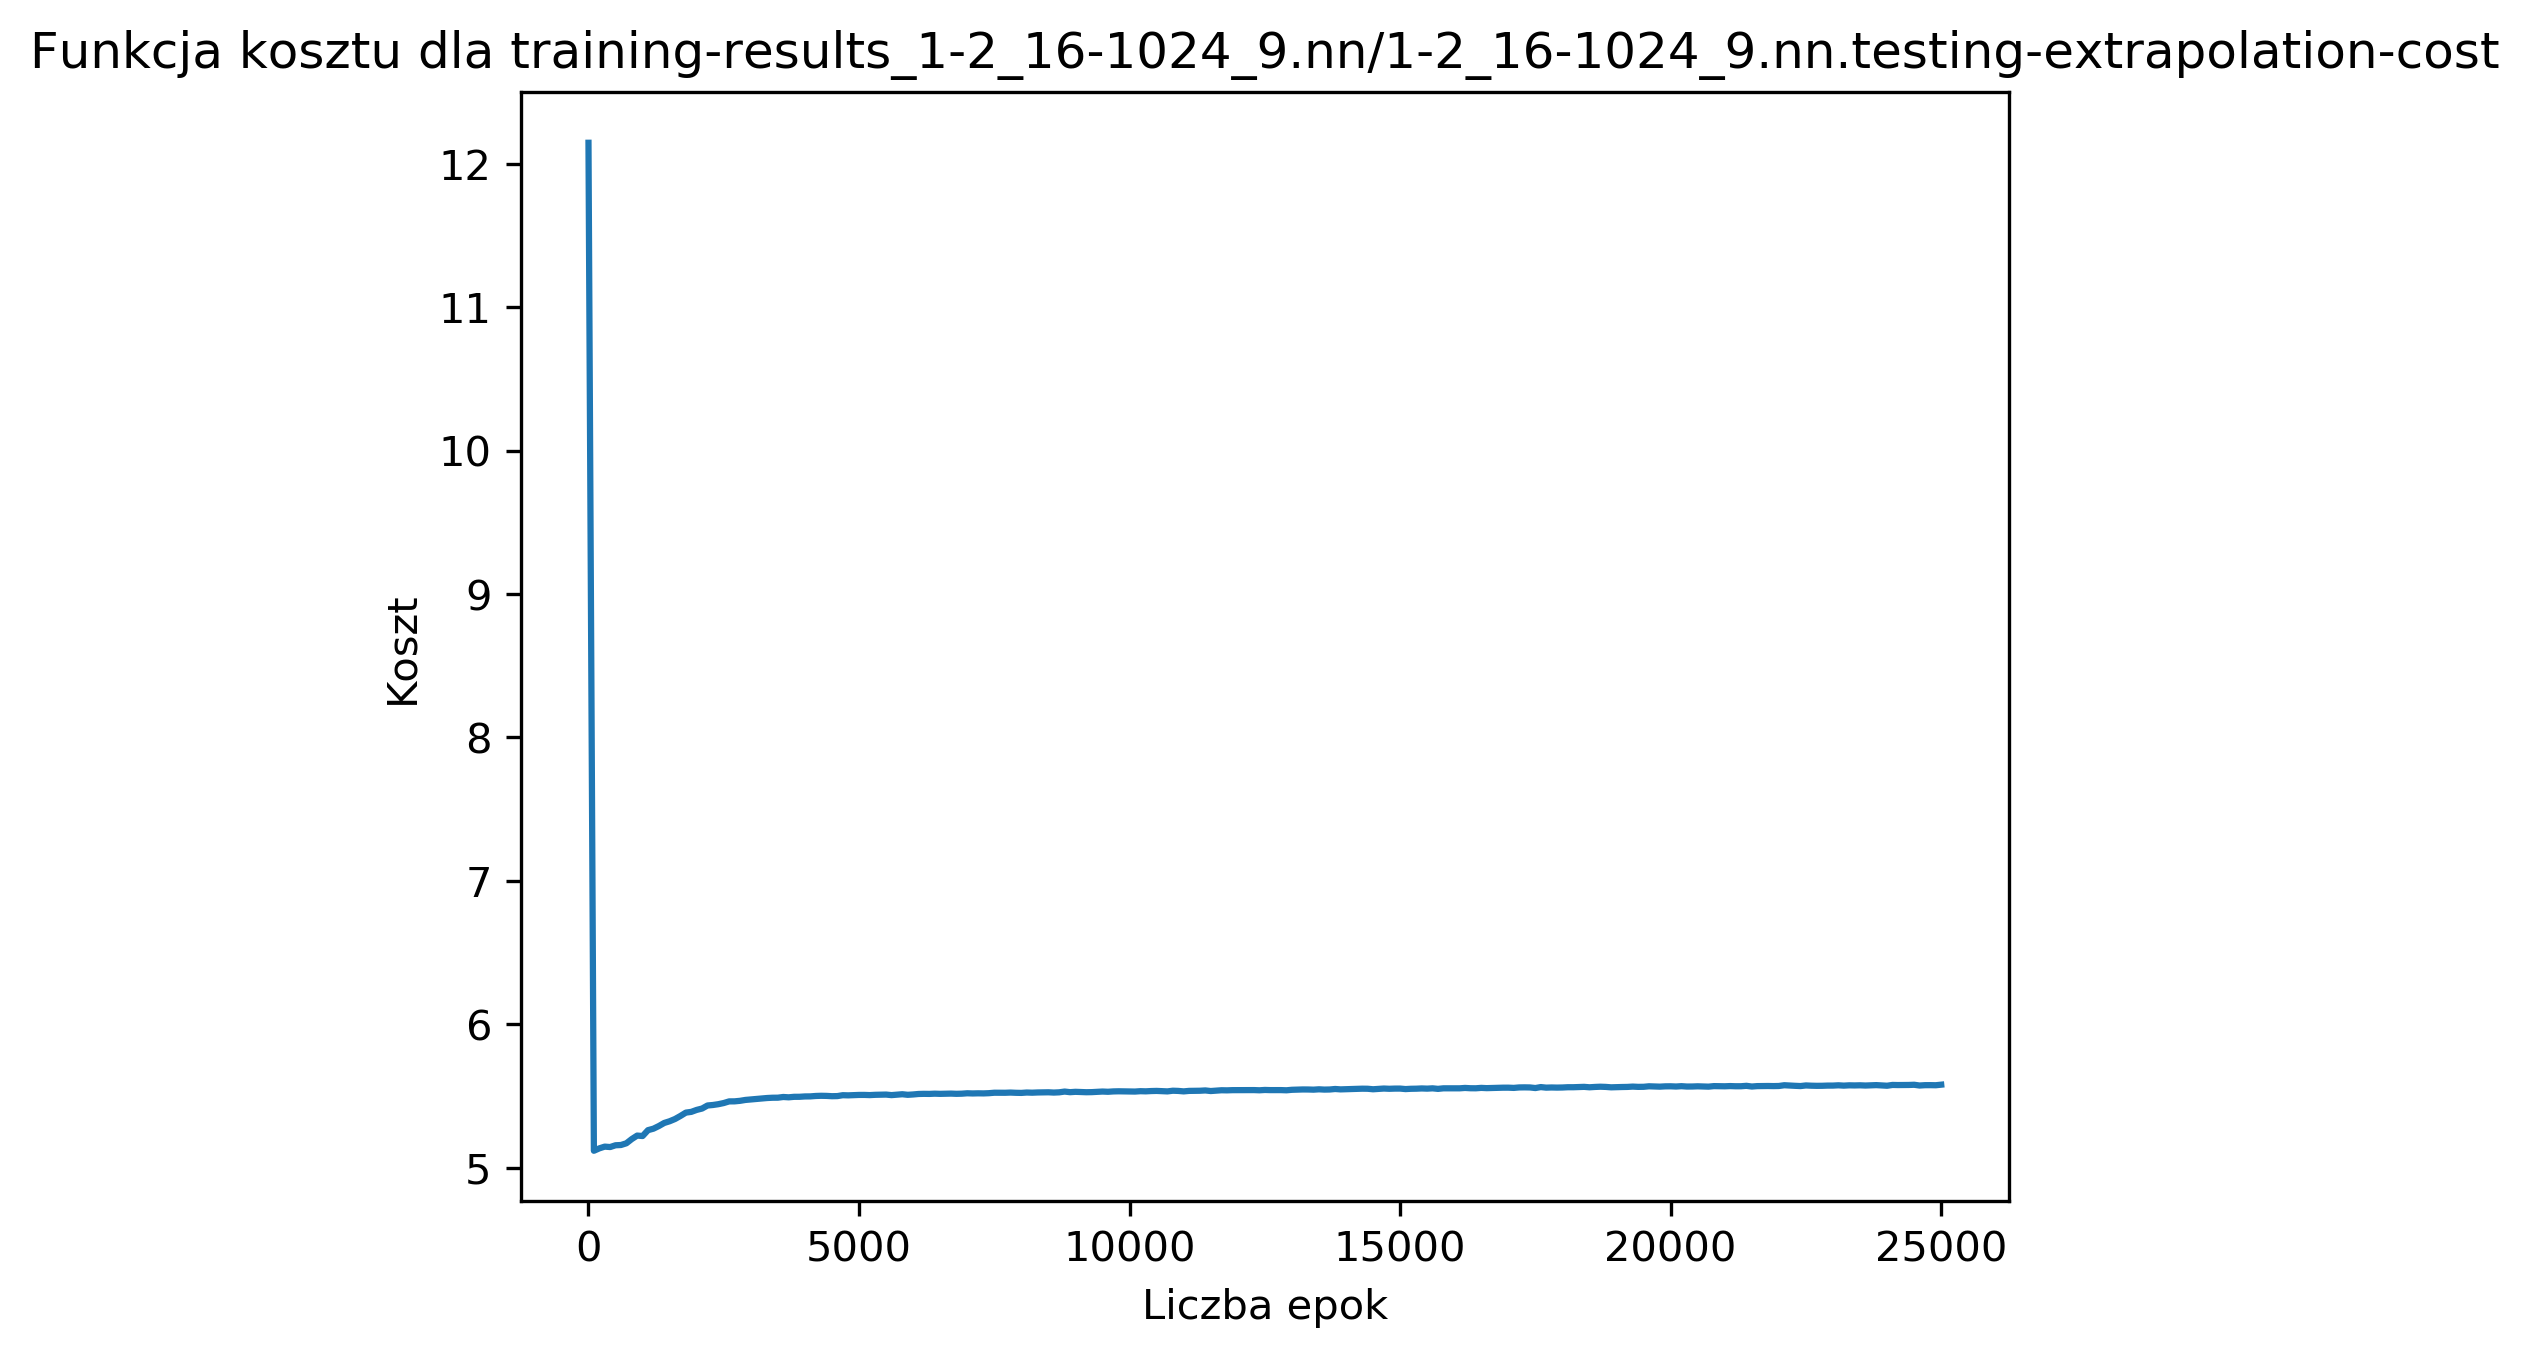 Funkcja kosztu dla training-results_1-2_16-1024_9.nn/1-2_16-1024_9.nn.testing-extrapolation-cost
12
11
10
9
8
7
6
5
Koszt
0 5000 10000 15000 20000 25000
Liczba epok